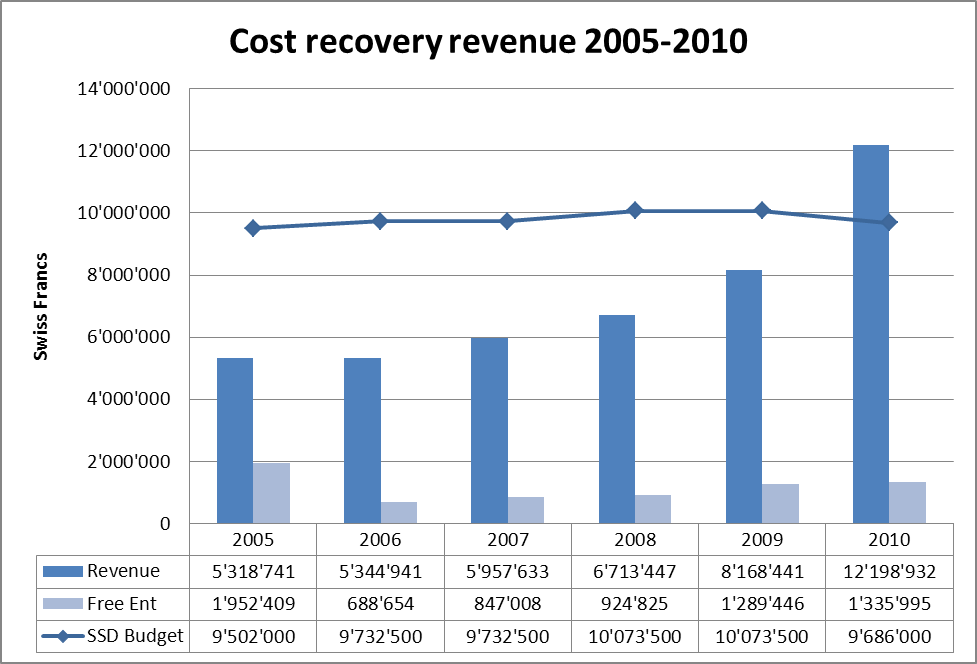 Cost recovery revenue 2005-2010
14'000'000
12'000'000
10'000'000
8'000'000
6'000'000
4'000'000
2'000'000
0
Swiss Francs
2005 2006 2007 2008 2009 2010
Revenue 5'318'741 5'344'941 5'957'633 6'713'447 8'168'441 12'198'932
Free Ent 1'952'409 688'654 847'008 924'825 1'289'446 1'335'995
SSD Budget 9'502'000 9'732'500 9'732'500 10'073'500 10'073'500 9'686'000